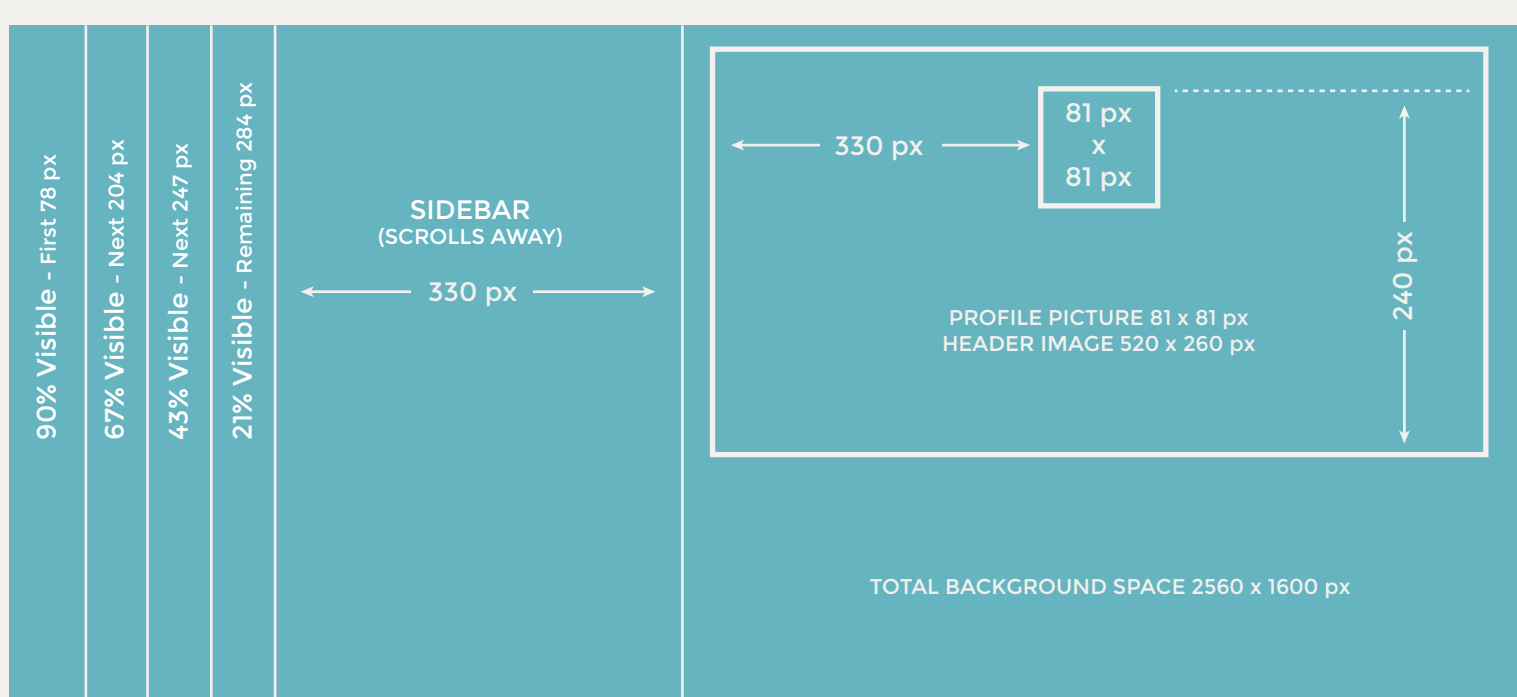 90% Visible - First 78 px
67% Visible - Next 204 px
43% Visible - Next 247 px
21% Visible - Remaining 284 px
SIDEBAR
(SCROLLS AWAY)
330 px
330 px
81 px
x
81 px
240 px
PROFILE PICTURE 81 x 81 px
HEADER IMAGE 520 x 260 px
TOTAL BACKGROUND SPACE 2560 x 1600 px